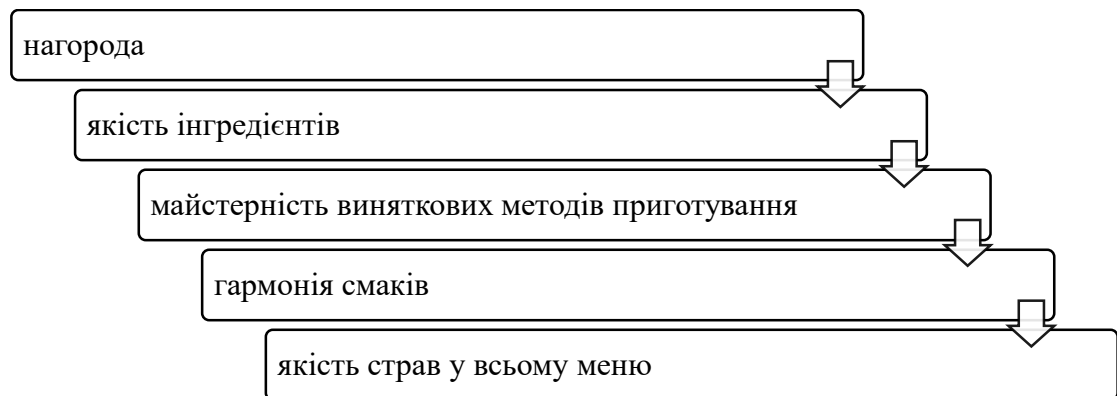 нагорода
якість інгредієнтів
майстерність виняткових методів приготування
гармонія смаків
якість страв у всьому меню